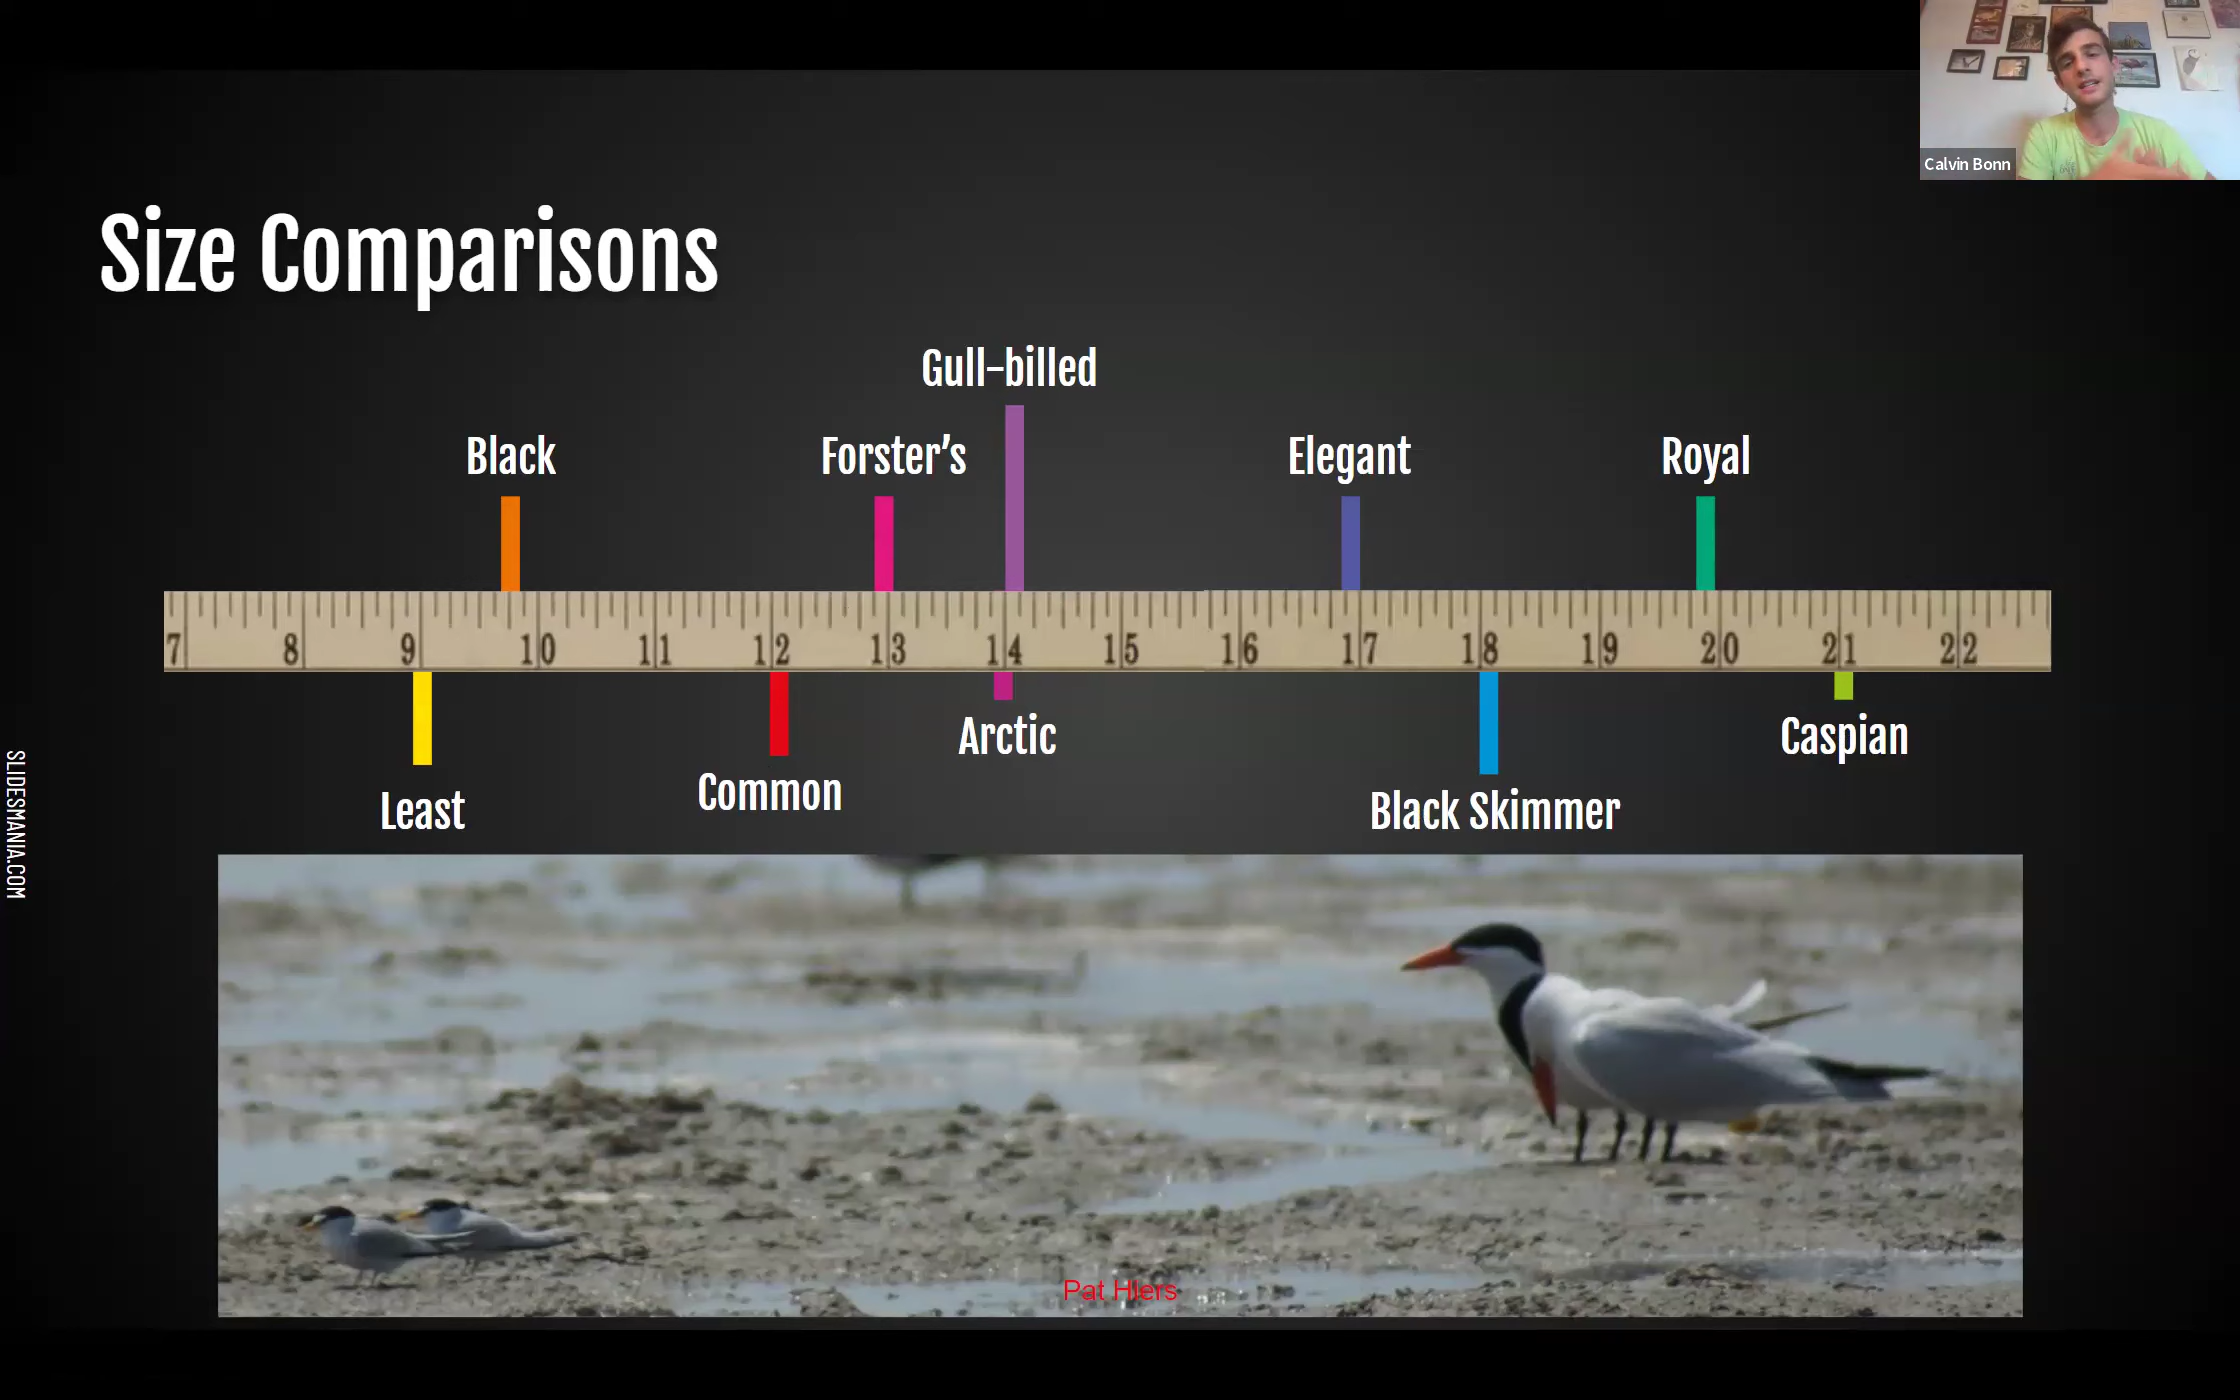 Calvin Bonn
Size Comparisons
Gull-billed
Black
Forster's
Elegant
Royal
7 8 9 10 11 12 13 14 15 16 17 18 19 20 21 22
Arctic
Caspian
Common
Least
Black Skimmer
SLIDESMANIA.COM
Pat HIers